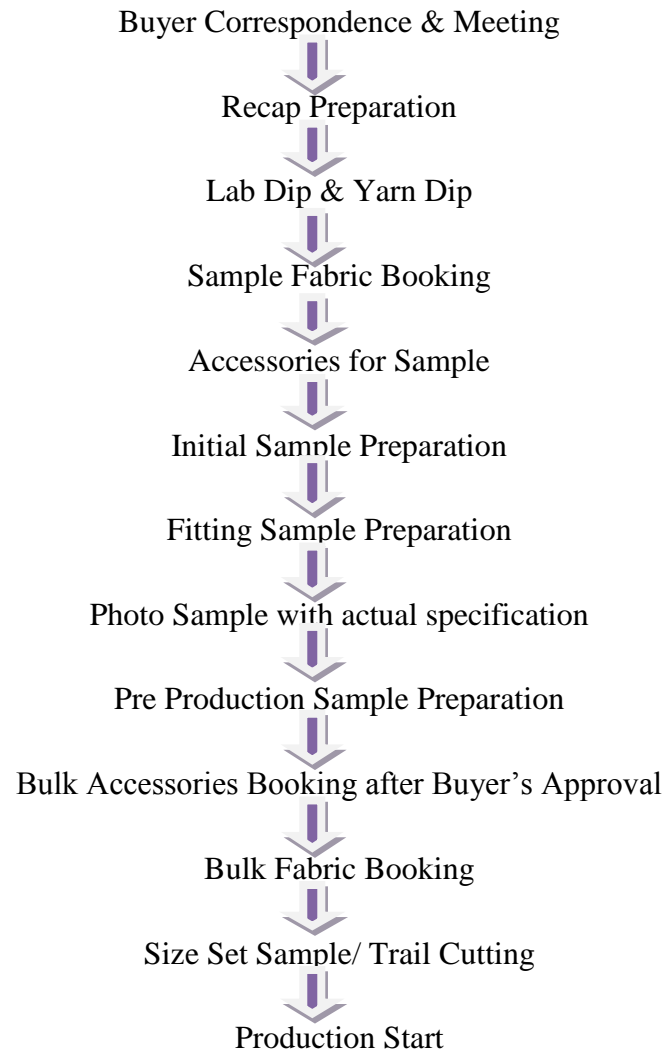 Buyer Correspondence & Meeting
Recap Preparation
Lab Dip & Yarn Dip
Sample Fabric Booking
Accessories for Sample
Initial Sample Preparation
Fitting Sample Preparation
Photo Sample with actual specification
Pre Production Sample Preparation
Bulk Accessories Booking after Buyer’s Approval
Bulk Fabric Booking
Size Set Sample/ Trail Cutting
Production Start